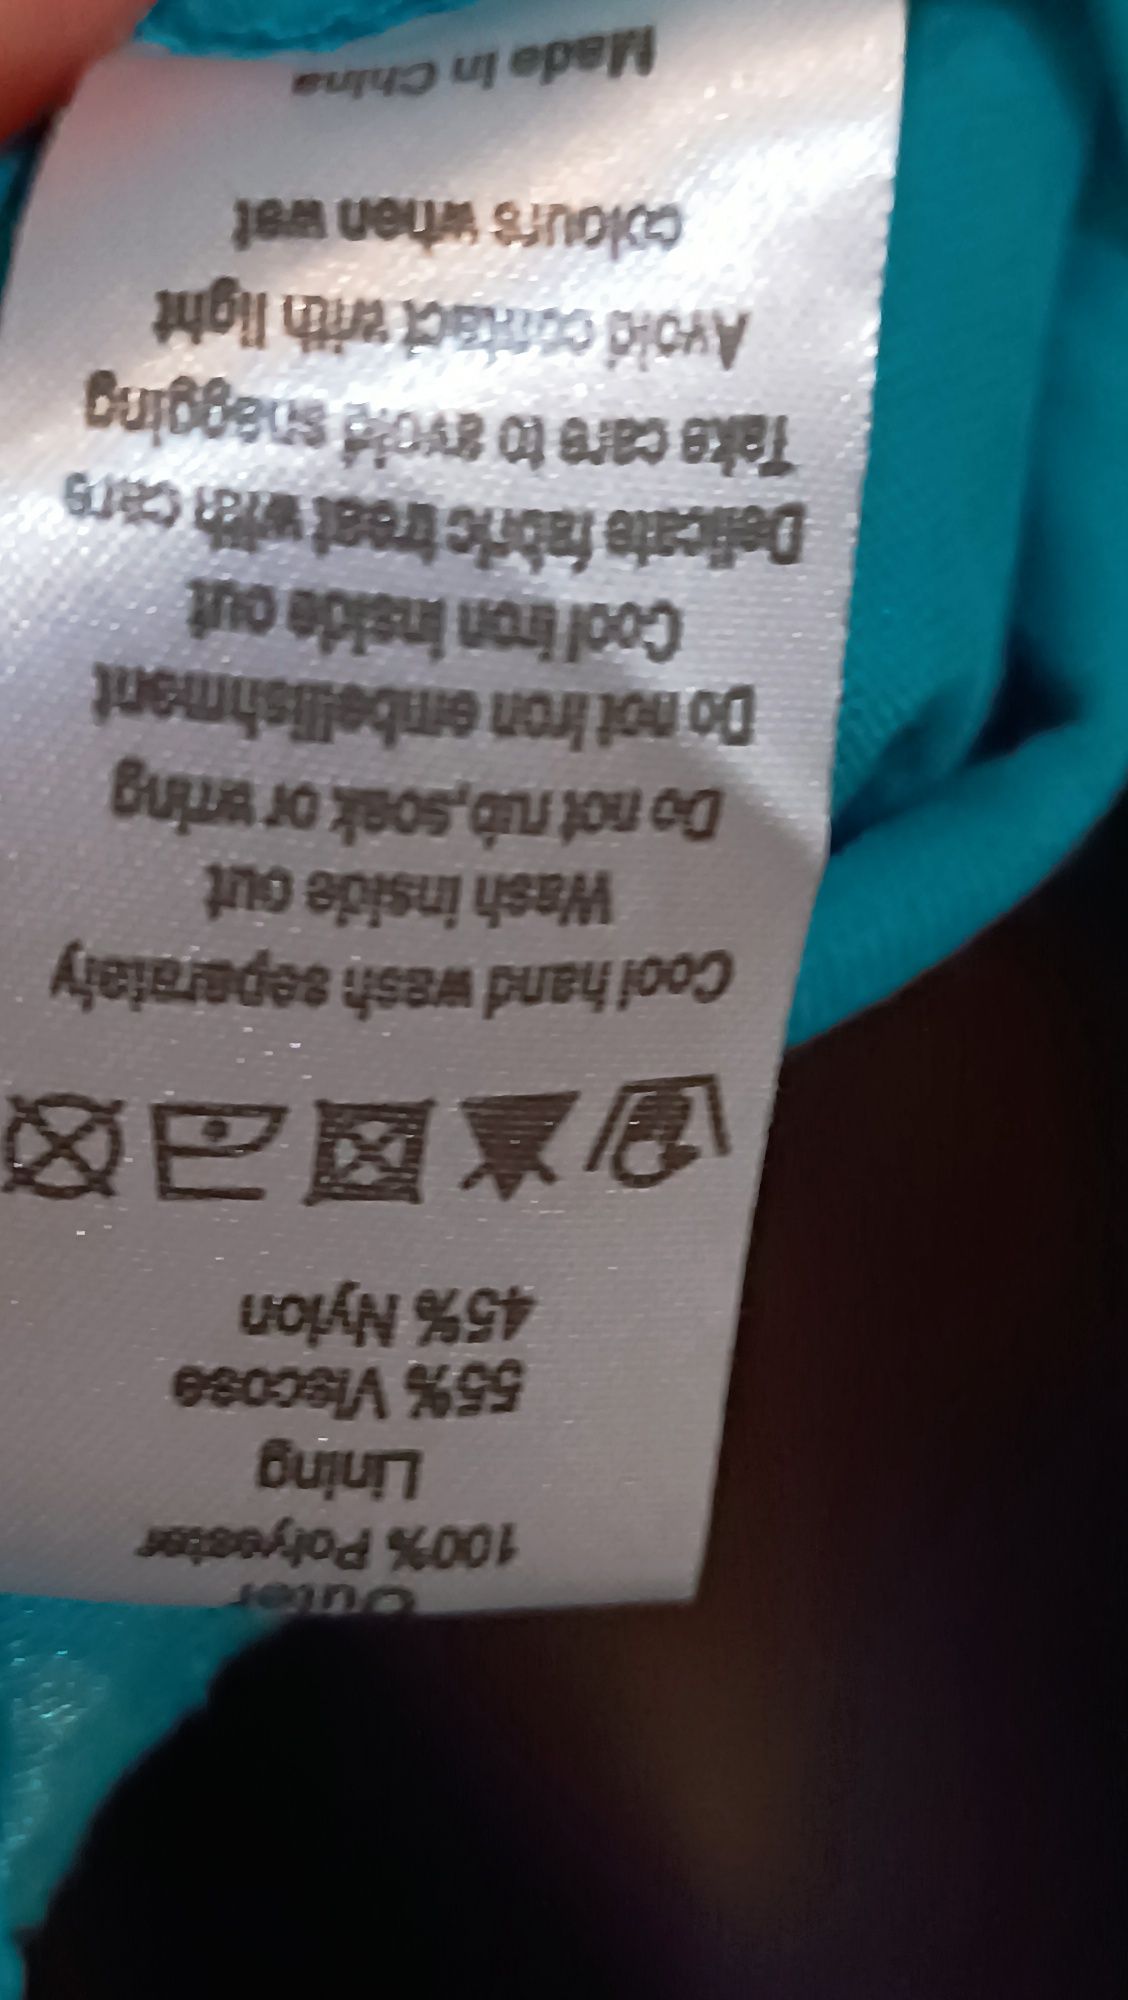 Outer
100% Polyester
Lining
55% Viscose
45% Nylon
Cool hand wash separately
Wash inside out
Do not rub,soak or wring
Do not iron embellishment
Cool iron inside out
Delicate fabric treat with care
Take care to avoid snagging
Avoid contact with light
colours when wet
Made In China